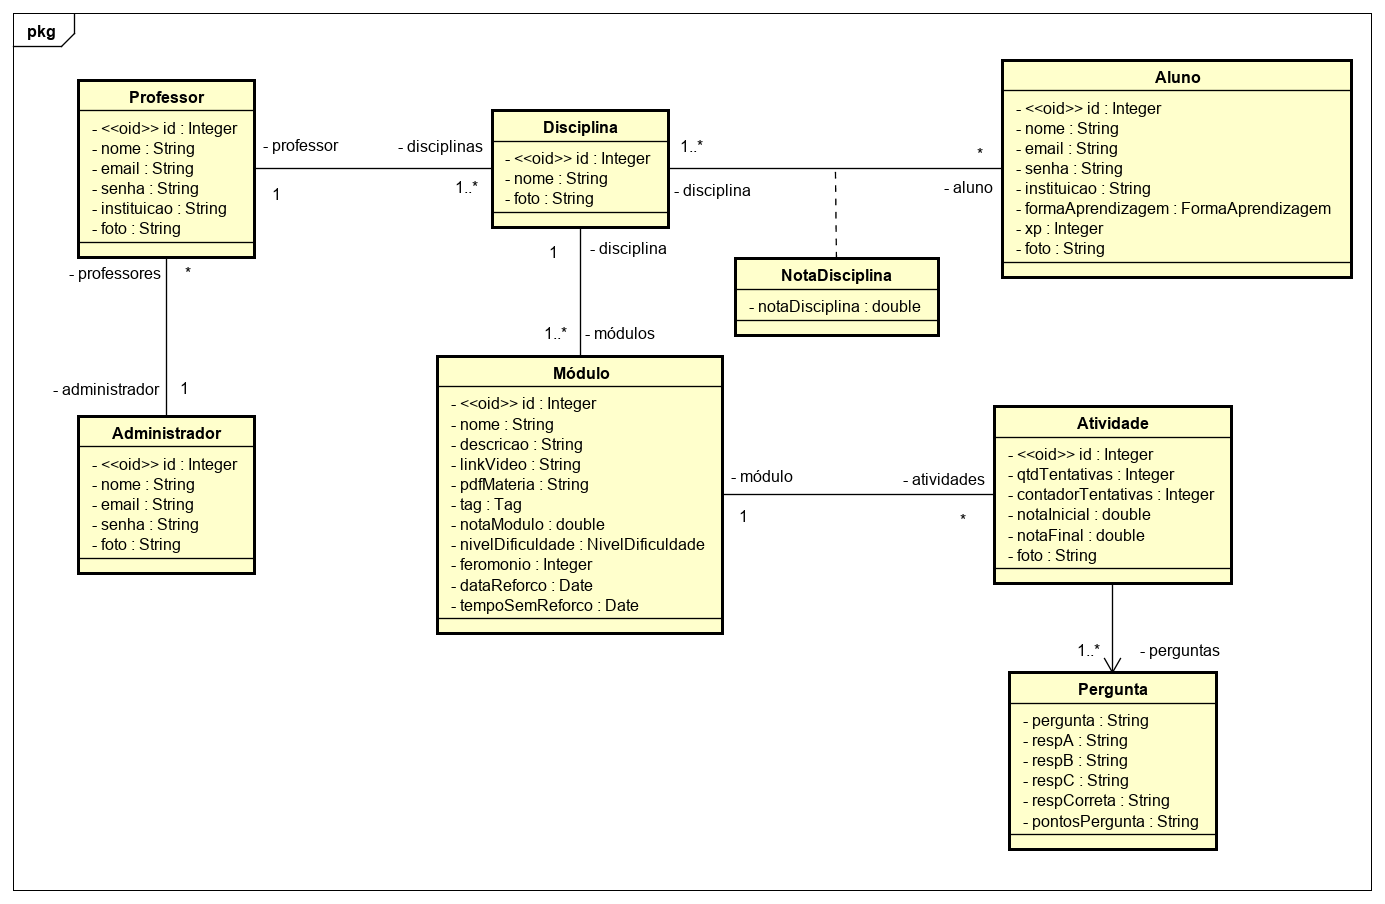 pkg
Professor
- <<oid>> id : Integer
- nome : String
- email : String
- senha : String
- instituicao : String
- foto : String
- professor
1
- disciplinas
1..*
Disciplina
- <<oid>> id : Integer
- nome : String
- foto : String
1..*
- disciplina
*
- aluno
Aluno
- <<oid>> id : Integer
- nome : String
- email : String
- senha : String
- instituicao : String
- formaAprendizagem : FormaAprendizagem
- xp : Integer
- foto : String
NotaDisciplina
- notaDisciplina : double
- professores
*
- administrador
1
Administrador
- <<oid>> id : Integer
- nome : String
- email : String
- senha : String
- foto : String
1
- disciplina
1..*
- módulos
Módulo
- <<oid>> id : Integer
- nome : String
- descricao : String
- linkVideo : String
- pdfMateria : String
- tag : Tag
- notaModulo : double
- nivelDificuldade : NivelDificuldade
- feromonio : Integer
- dataReforco : Date
- tempoSemReforco : Date
- módulo
1
- atividades
*
Atividade
- <<oid>> id : Integer
- qtdTentativas : Integer
- contadorTentativas : Integer
- notaInicial : double
- notaFinal : double
- foto : String
1..*
- perguntas
Pergunta
- pergunta : String
- respA : String
- respB : String
- respC : String
- respCorreta : String
- pontosPergunta : String